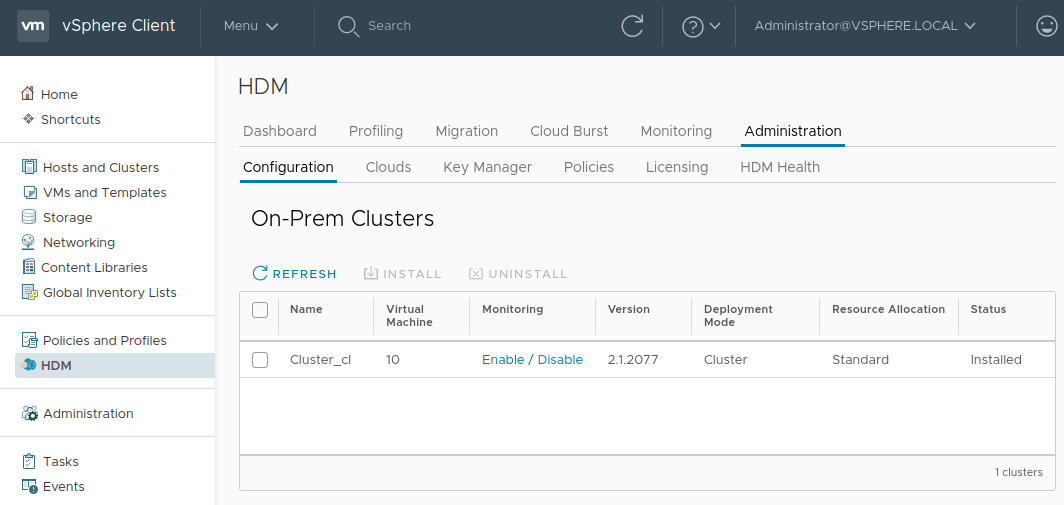 vm vSphere Client Menu Search Administrator@VSPHERE.LOCAL
Home
Shortcuts
Hosts and Clusters
VMs and Templates
Storage
Networking
Content Libraries
Global Inventory Lists
Policies and Profiles
HDM
Administration
Tasks
Events
HDM
Dashboard Profiling Migration Cloud Burst Monitoring Administration
Configuration Clouds Key Manager Policies Licensing HDM Health
On-Prem Clusters
REFRESH INSTALL UNINSTALL
Name Virtual Machine Monitoring Version Deployment Mode Resource Allocation Status
Cluster_cl 10 Enable / Disable 2.1.2077 Cluster Standard Installed
1 clusters